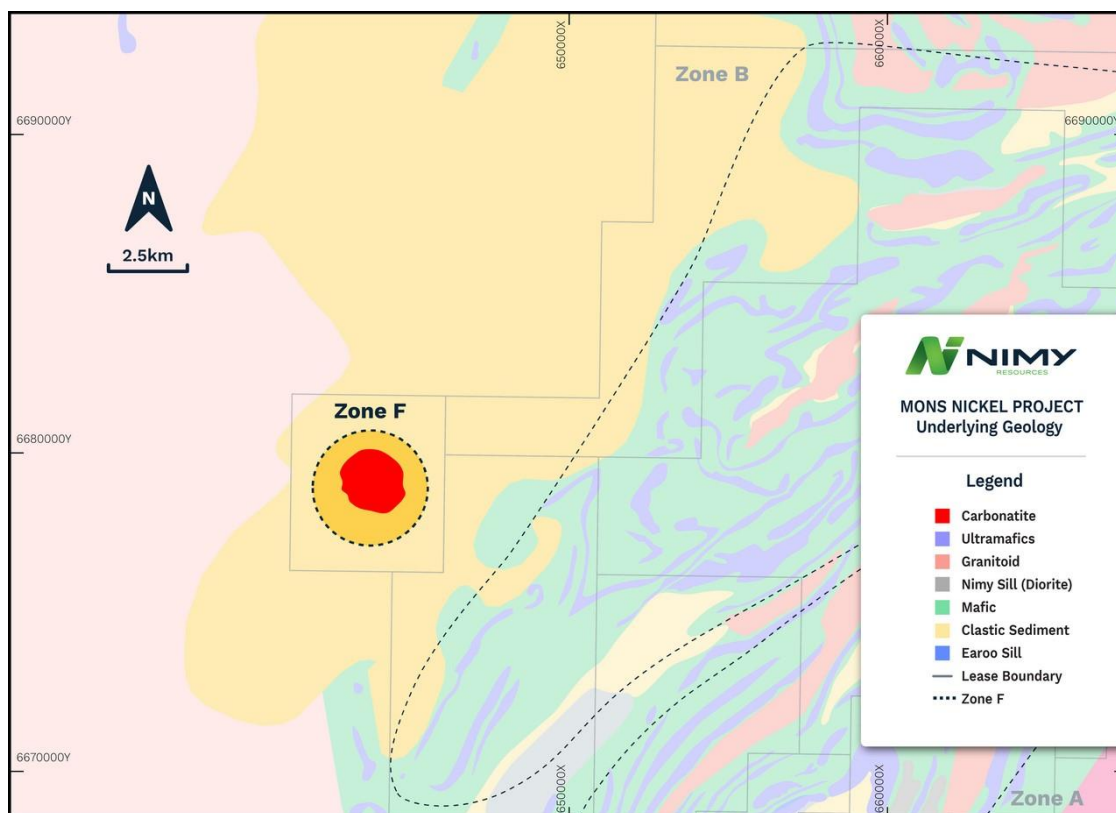 650000X
660000X
Zone B
6690000Y
6690000Y
N
2.5km
NIMY
RESOURCES
MONS NICKEL PROJECT
Underlying Geology
Zone F
6680000Y
Legend
Carbonatite
Ultramafics
Granitoid
Nimy Sill (Diorite)
Mafic
Clastic Sediment
Earoo Sill
Lease Boundary
Zone F
6670000Y
650000X
660000X
Zone A